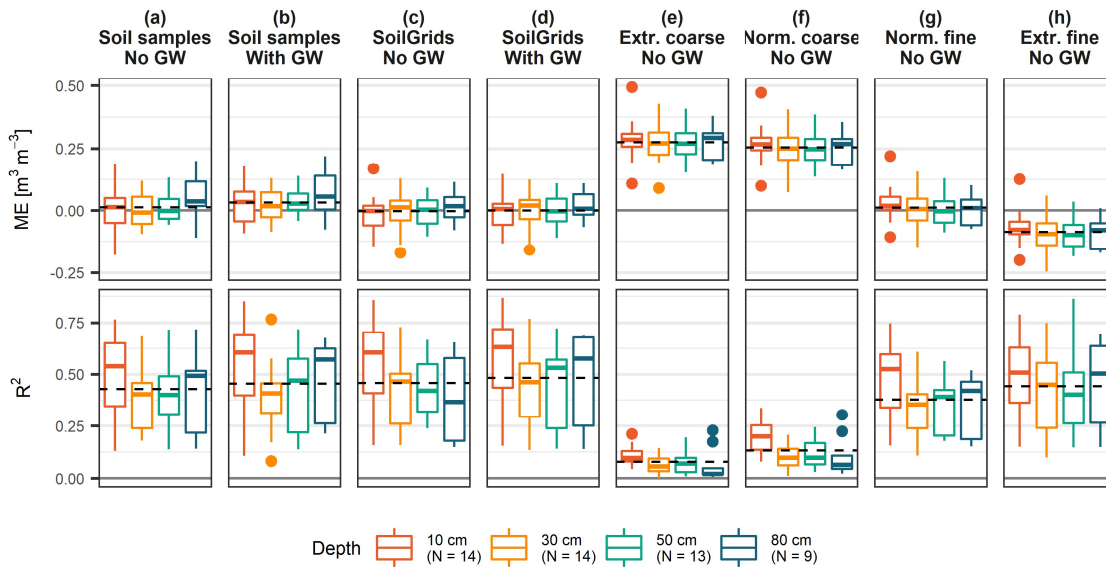 (a)
Soil samples
No GW
(b)
Soil samples
With GW
(c)
SoilGrids
No GW
(d)
SoilGrids
With GW
(e)
Extr. coarse
No GW
(f)
Norm. coarse
No GW
(g)
Norm. fine
No GW
(h)
Extr. fine
No GW
ME [m³ m⁻³]
0.50
0.25
0.00
-0.25
R²
0.75
0.50
0.25
0.00
Depth
10 cm
(N = 14)
30 cm
(N = 14)
50 cm
(N = 13)
80 cm
(N = 9)